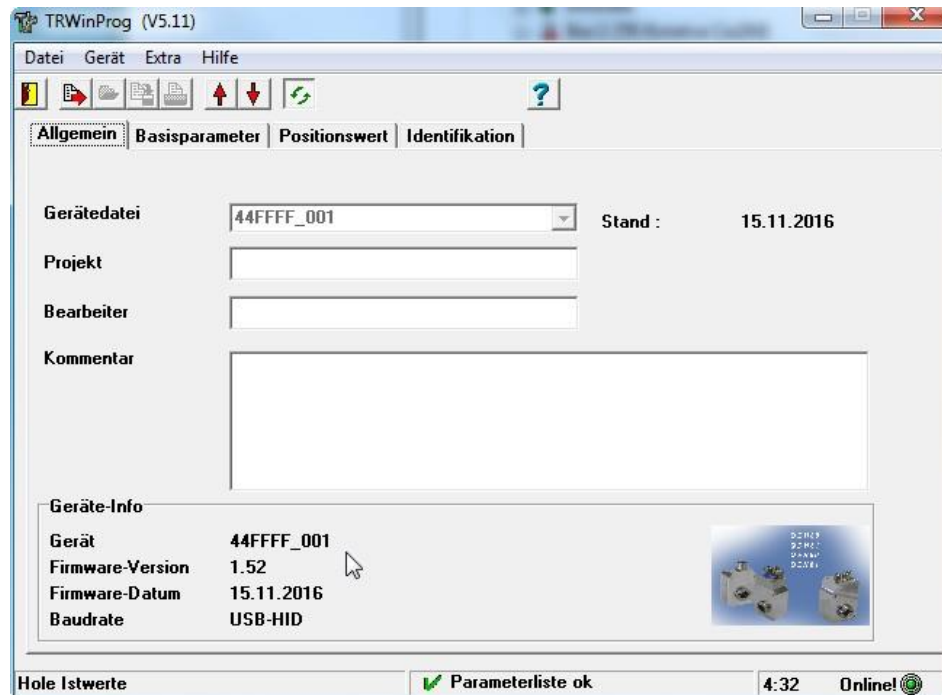 TRWinProg (V5.11)
Datei Gerät Extra Hilfe
Allgemein Basisparameter Positionswert Identifikation
Gerätedatei 44FFFF_001 Stand : 15.11.2016
Projekt
Bearbeiter
Kommentar
Geräte-Info
Gerät 44FFFF_001
Firmware-Version 1.52
Firmware-Datum 15.11.2016
Baudrate USB-HID
Hole Istwerte Parameterliste ok 4:32 Online!